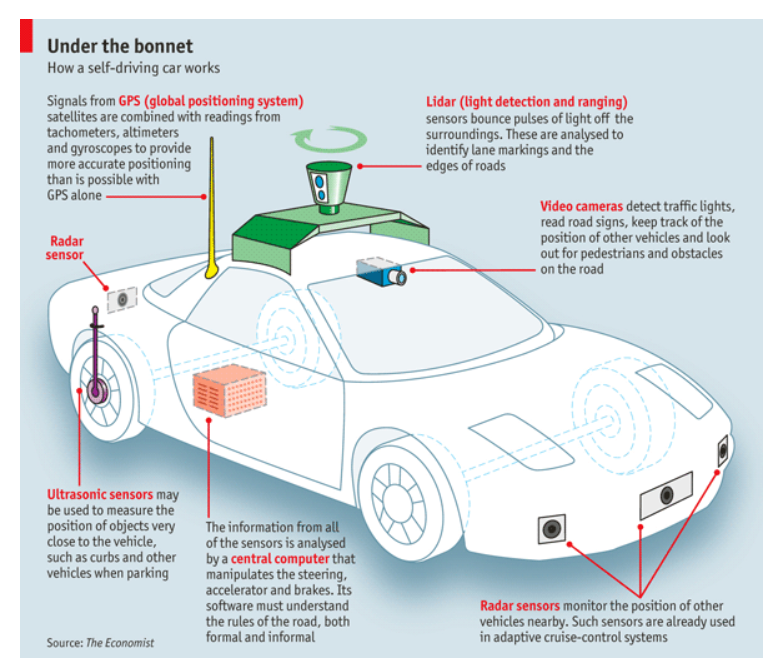 Under the bonnet
How a self-driving car works
Signals from GPS (global positioning system)
satellites are combined with readings from
tachometers, altimeters
and gyroscopes to provide
more accurate positioning
than is possible with
GPS alone
Lidar (light detection and ranging)
sensors bounce pulses of light off the
surroundings. These are analysed to
identify lane markings and the
edges of roads
Video cameras detect traffic lights,
read road signs, keep track of the
position of other vehicles and look
out for pedestrians and obstacles
on the road
Radar
sensor
Ultrasonic sensors may
be used to measure the
position of objects very
close to the vehicle,
such as curbs and other
vehicles when parking
The information from all
of the sensors is analysed
by a central computer that
manipulates the steering,
accelerator and brakes. Its
software must understand
the rules of the road, both
formal and informal
Radar sensors monitor the position of other
vehicles nearby. Such sensors are already used
in adaptive cruise-control systems
Source: The Economist